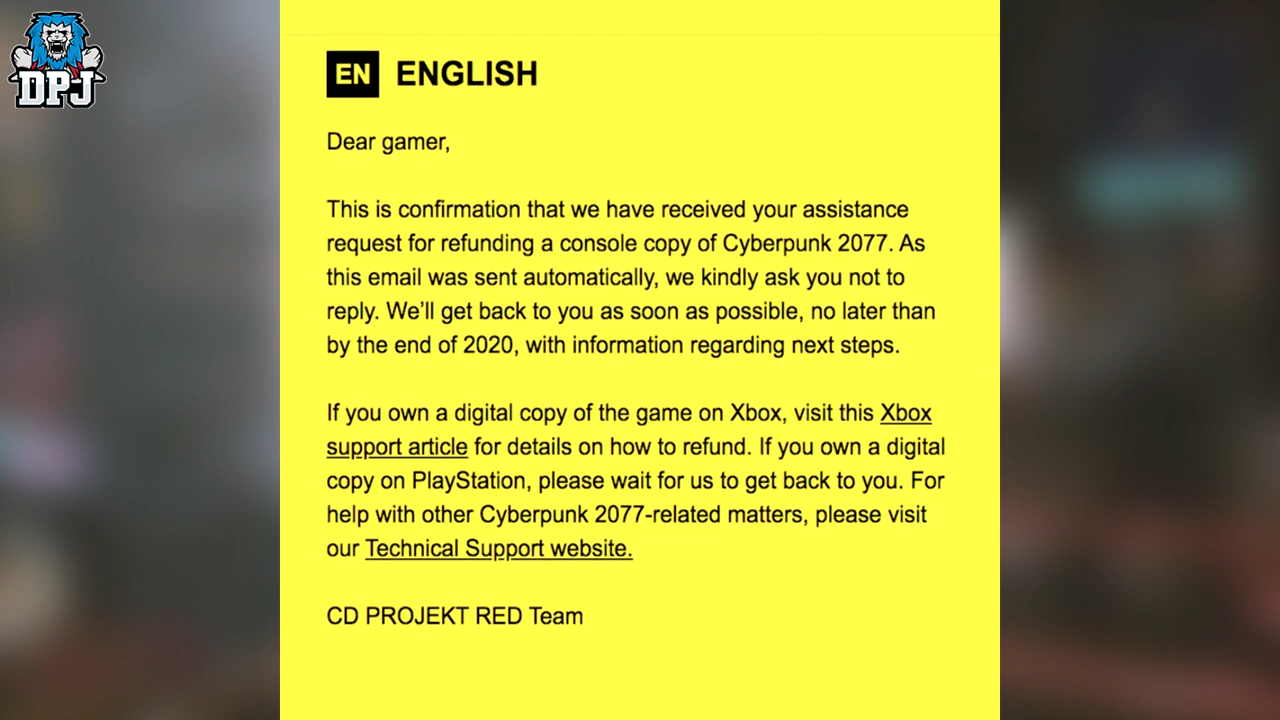 DPJ
EN ENGLISH
Dear gamer,
This is confirmation that we have received your assistance
request for refunding a console copy of Cyberpunk 2077. As
this email was sent automatically, we kindly ask you not to
reply. We’ll get back to you as soon as possible, no later than
by the end of 2020, with information regarding next steps.
If you own a digital copy of the game on Xbox, visit this Xbox
support article for details on how to refund. If you own a digital
copy on PlayStation, please wait for us to get back to you. For
help with other Cyberpunk 2077-related matters, please visit
our Technical Support website.
CD PROJEKT RED Team